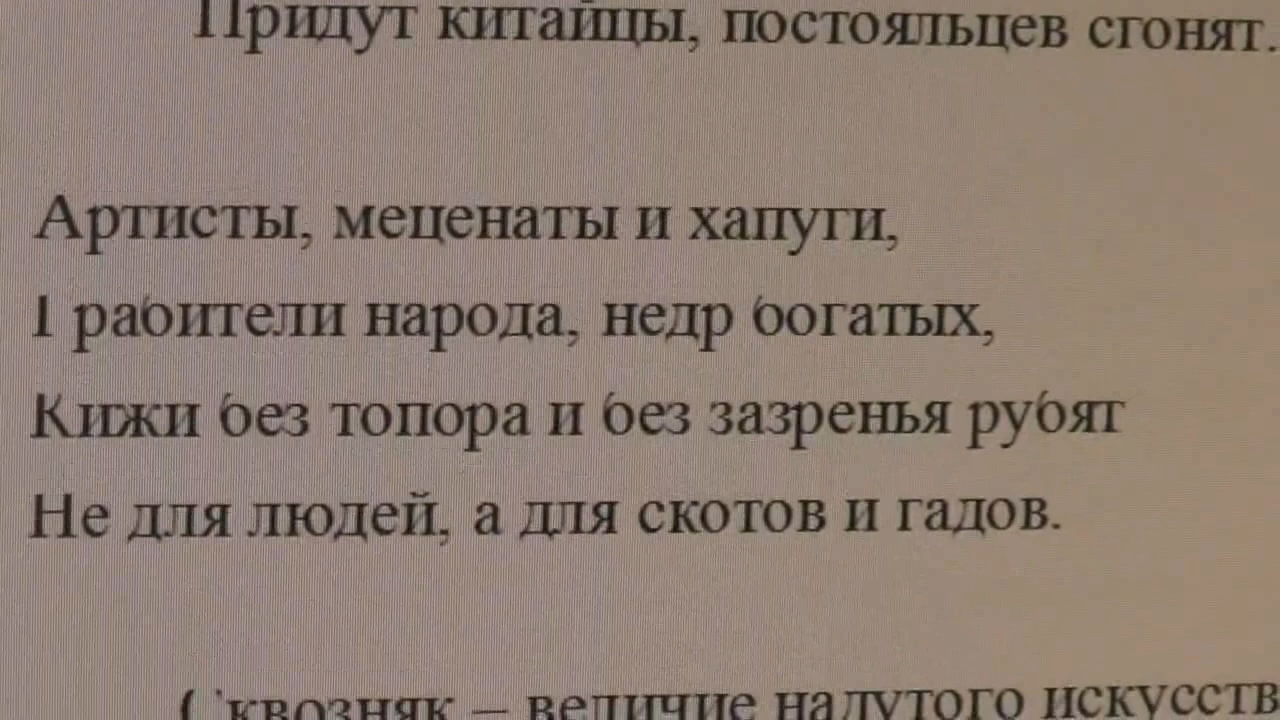 Придут китайцы, постояльцев сгонят.
Артисты, меценаты и хапуги,
Грабители народа, недр богатых,
Кижи без топора и без зазренья рубят
Не для людей, а для скотов и гадов.
Сквозняк – величие надутого искусств